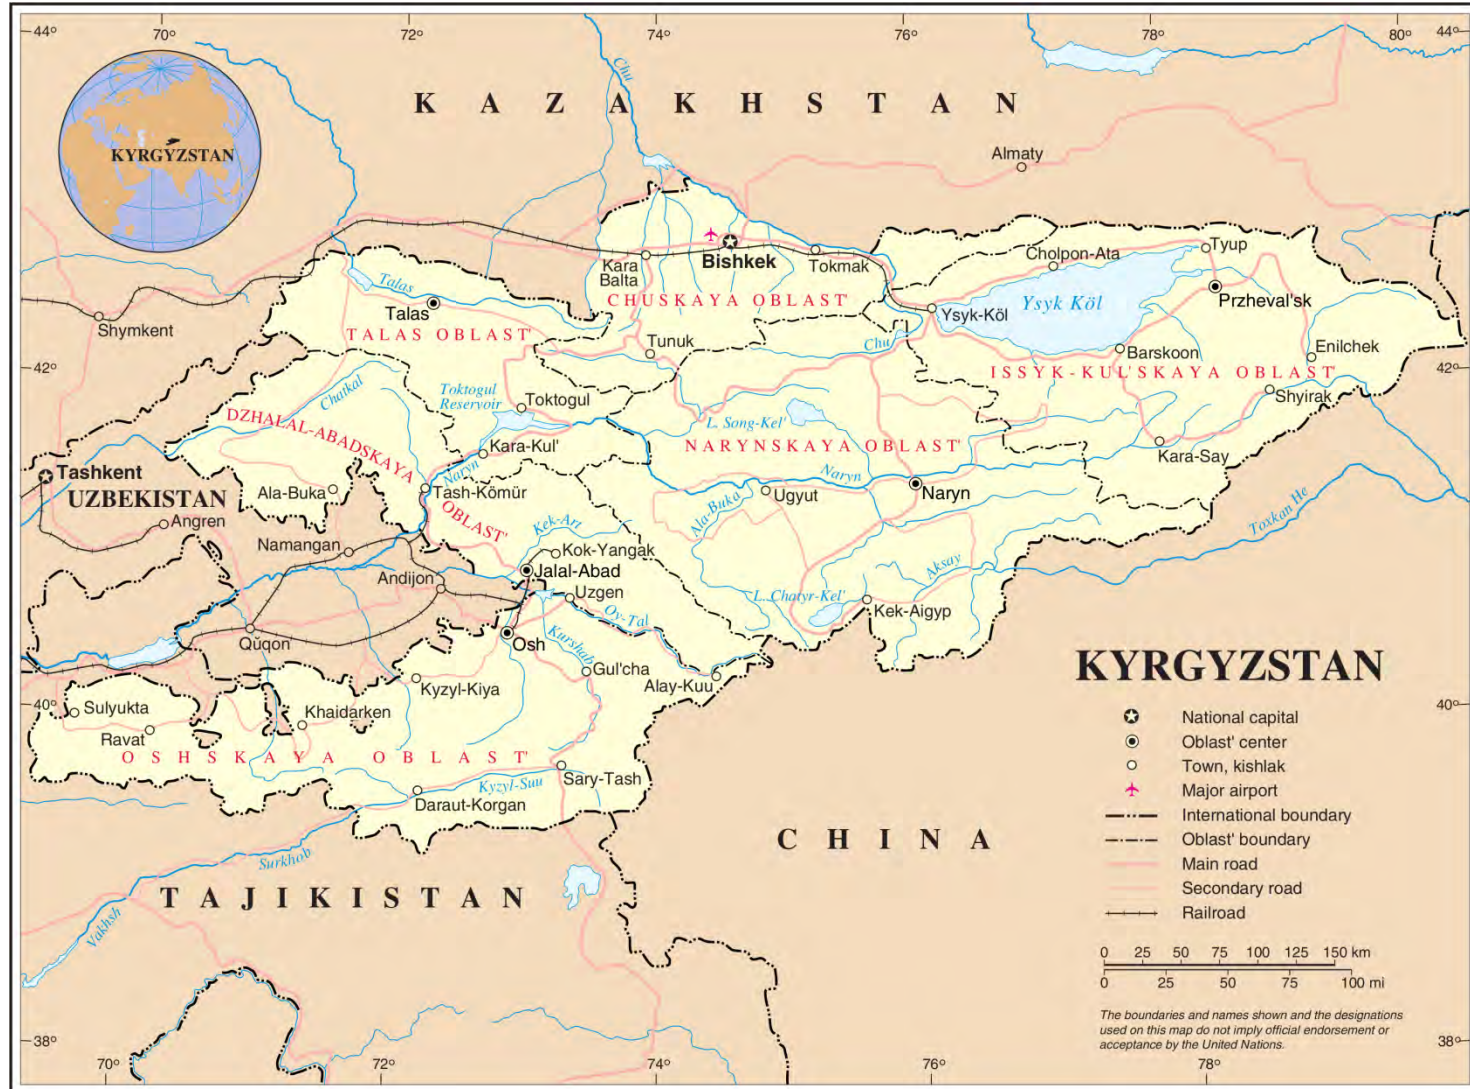 44°
70°
72°
74°
76°
78°
80°
44°
KAZAKHSTAN
Chu
KYRGYZSTAN
Almaty
Tyup
Cholpon-Ata
Kara
Balta
Bishkek
Tokmak
Talas
CHUSKAYA OBLAST'
Przheval'sk
Ysyk Köl
Ysyk-Köl
Talas
Shymkent
TALAS OBLAST'
Tunuk
Chu
Barskoon
Enilchek
42°
42°
ISSYK-KUL'SKAYA OBLAST'
Chatkal
Toktogul
Reservoir
Toktogul
Shyirak
DZHALAL-ABADSKAYA
OBLAST'
L. Song-Kel'
NARYNSKAYA OBLAST'
Kara-Kul'
Kara-Say
Tashkent
UZBEKISTAN
Naryn
Naryn
Ala-Buka
Tash-Kömür
Ala-Buka
Ugyut
Naryn
Toxkan He
Angren
Kek-Art
Namangan
Kok-Yangak
Andijon
Jalal-Abad
Aksay
Uzgen
L. Chatyr-Kel'
Kek-Aigyp
Oy-Tal
Qŭqon
Osh
Kurshab
Gul'cha
Kyzyl-Kiya
Alay-Kuu
40°
40°
Sulyukta
Khaidarken
Ravat
OSHSKAYA OBLAST'
Sary-Tash
Kyzyl-Suu
Daraut-Korgan
CHINA
Surkhob
TAJIKISTAN
Vakhsh
KYRGYZSTAN
National capital
Oblast' center
Town, kishlak
Major airport
International boundary
Oblast' boundary
Main road
Secondary road
Railroad
0 25 50 75 100 125 150 km
0 25 50 75 100 mi
The boundaries and names shown and the designations
used on this map do not imply official endorsement or
acceptance by the United Nations.
38°
38°
70°
72°
74°
76°
78°